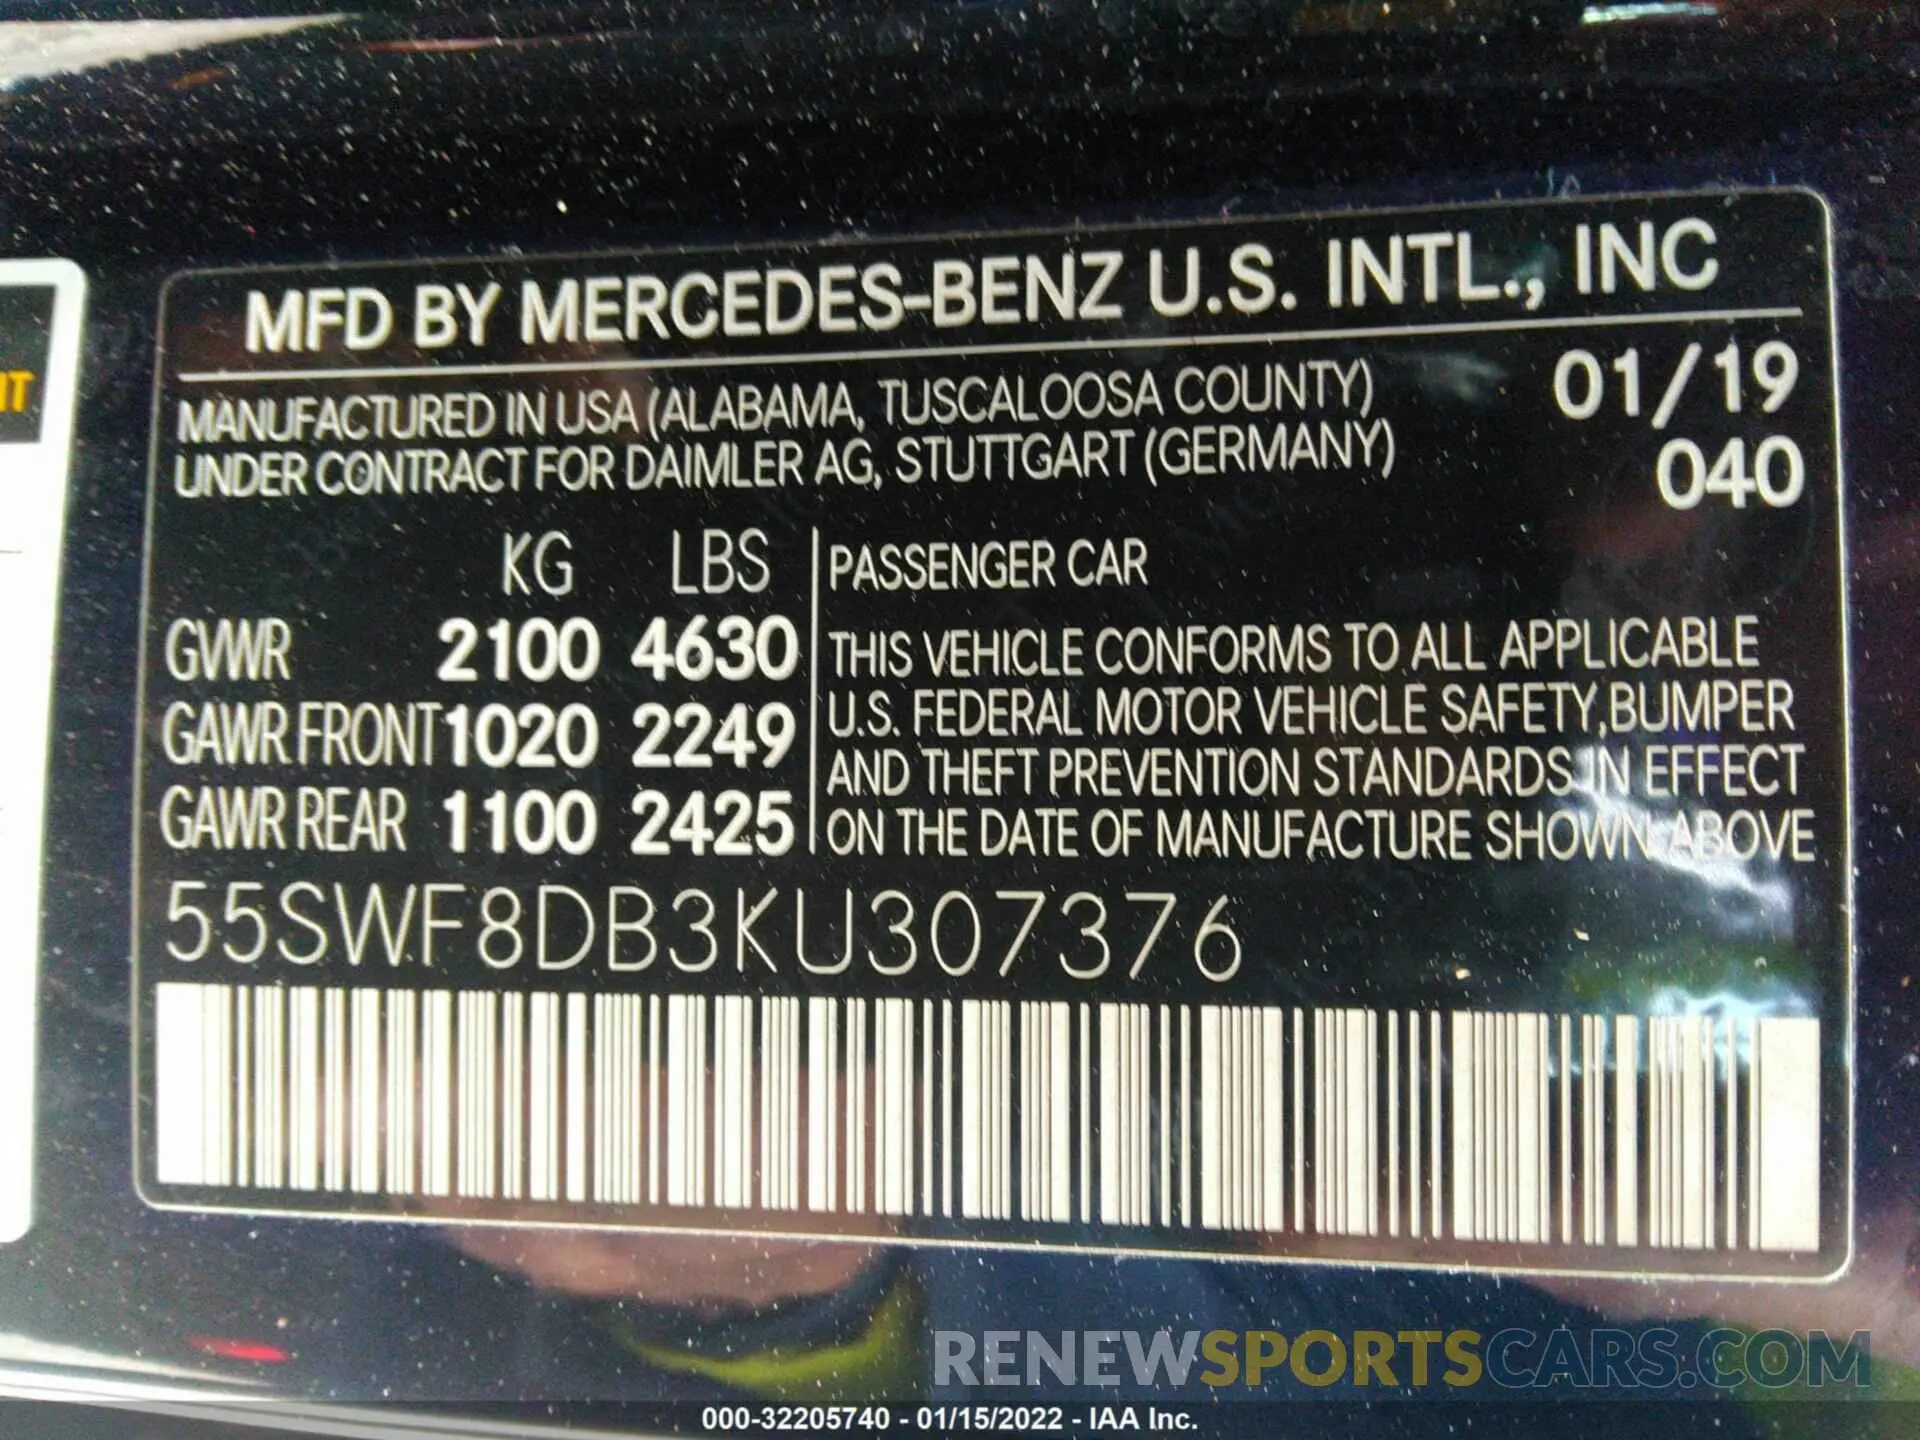 MFD BY MERCEDES-BENZ U.S. INTL., INC
MANUFACTURED IN USA (ALABAMA, TUSCALOOSA COUNTY) 01/19
UNDER CONTRACT FOR DAIMLER AG, STUTTGART (GERMANY) 040
KG LBS
GVWR 2100 4630
GAWR FRONT 1020 2249
GAWR REAR 1100 2425
PASSENGER CAR
THIS VEHICLE CONFORMS TO ALL APPLICABLE
U.S. FEDERAL MOTOR VEHICLE SAFETY,BUMPER
AND THEFT PREVENTION STANDARDS IN EFFECT
ON THE DATE OF MANUFACTURE SHOWN ABOVE
55SWF8DB3KU307376
RENEWSPORTSCARS.COM
000-32205740 - 01/15/2022 - IAA Inc.